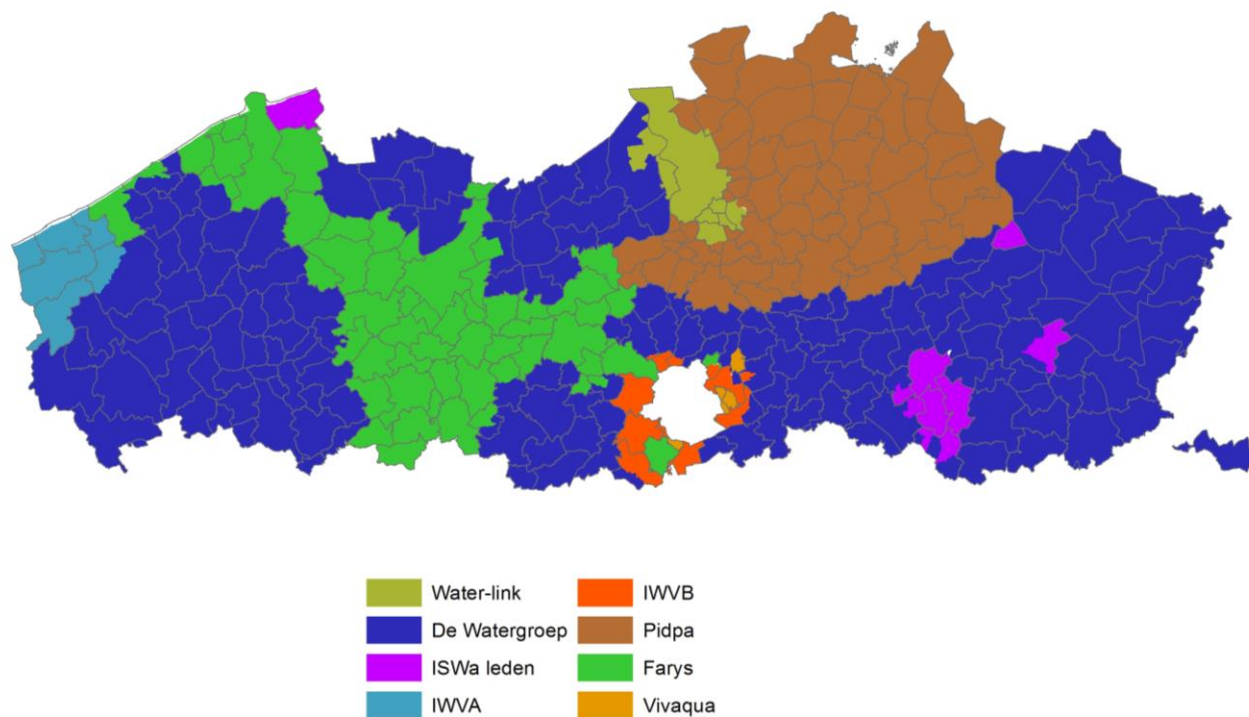 Water-link
IWVB
De Watergroep
Pidpa
ISWa leden
Farys
IWVA
Vivaqua